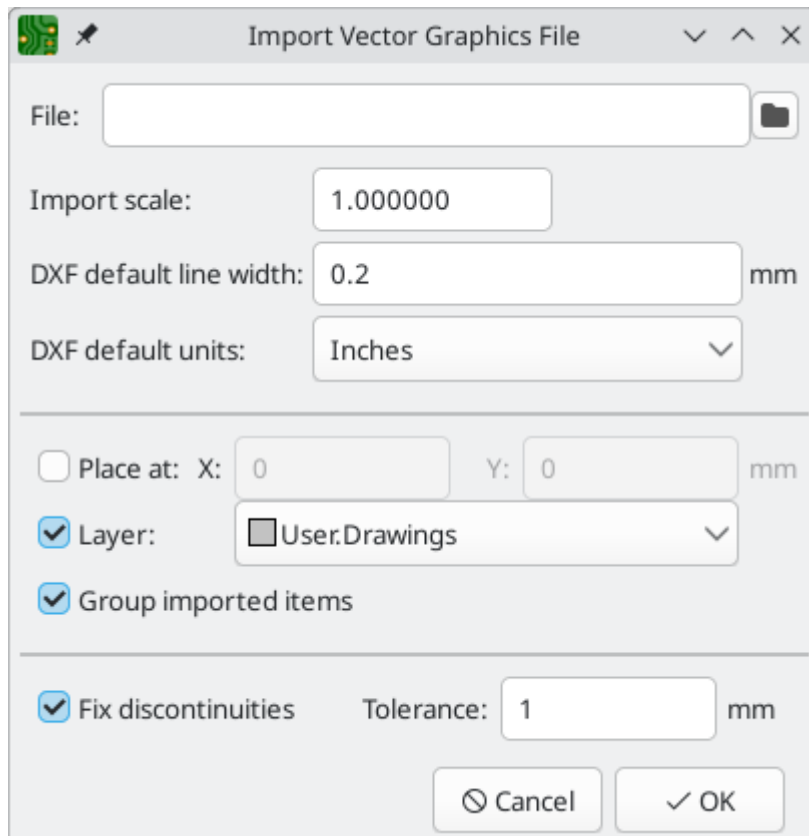 Import Vector Graphics File
File:
Import scale: 1.000000
DXF default line width: 0.2 mm
DXF default units: Inches
Place at: X: 0 Y: 0 mm
Layer: User.Drawings
Group imported items
Fix discontinuities Tolerance: 1 mm
Cancel OK